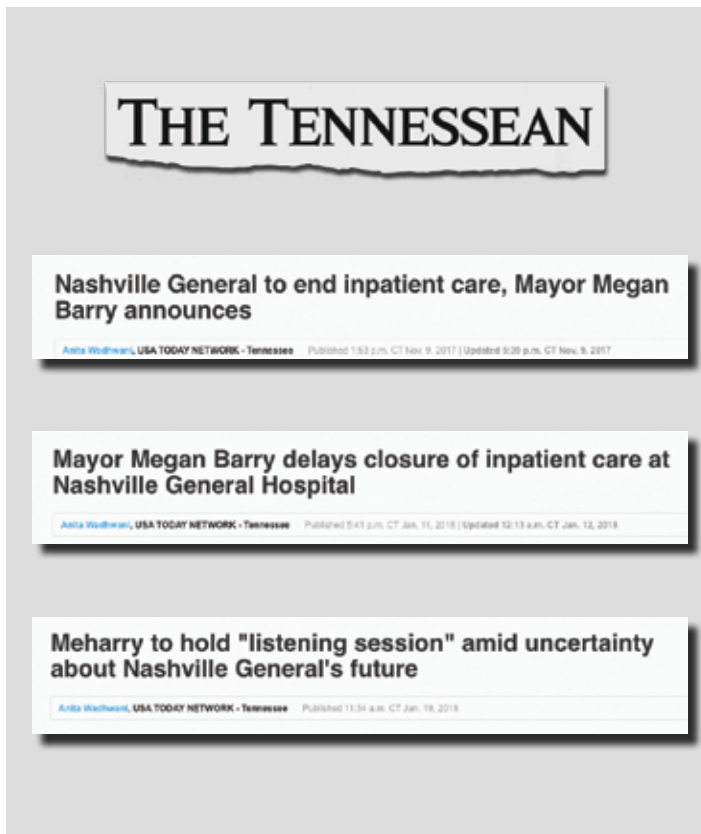 THE TENNESSEAN
Nashville General to end inpatient care, Mayor Megan
Barry announces
Anita Wadhwani, USA TODAY NETWORK - Tennessee Published 1:53 p.m. CT Nov. 9, 2017 | Updated 5:39 p.m. CT Nov. 9, 2017
Mayor Megan Barry delays closure of inpatient care at
Nashville General Hospital
Anita Wadhwani, USA TODAY NETWORK - Tennessee Published 5:41 p.m. CT Jan. 11, 2018 | Updated 12:13 a.m. CT Jan. 12, 2018
Meharry to hold "listening session" amid uncertainty
about Nashville General's future
Anita Wadhwani, USA TODAY NETWORK - Tennessee Published 11:34 a.m. CT Jan. 19, 2018